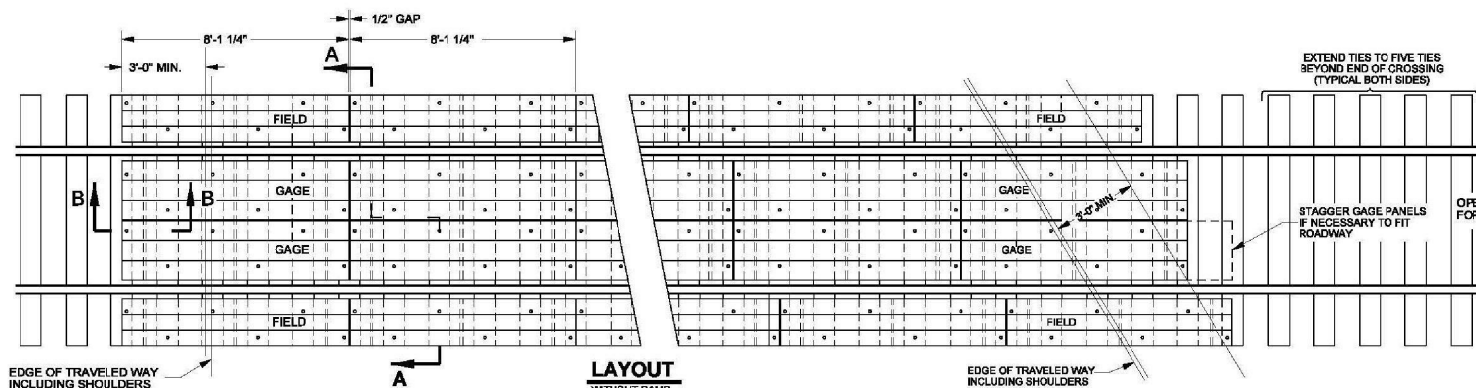 1/2" GAP
8'-1 1/4"
8'-1 1/4"
A
3'-0" MIN.
EXTEND TIES TO FIVE TIES
BEYOND END OF CROSSING
(TYPICAL BOTH SIDES)
FIELD
FIELD
B
B
GAGE
GAGE
3'-0" MIN.
STAGGER GAGE PANELS
IF NECESSARY TO FIT
ROADWAY
OPE
FOR
GAGE
GAGE
FIELD
FIELD
EDGE OF TRAVELED WAY
INCLUDING SHOULDERS
A
LAYOUT
EDGE OF TRAVELED WAY
INCLUDING SHOULDERS